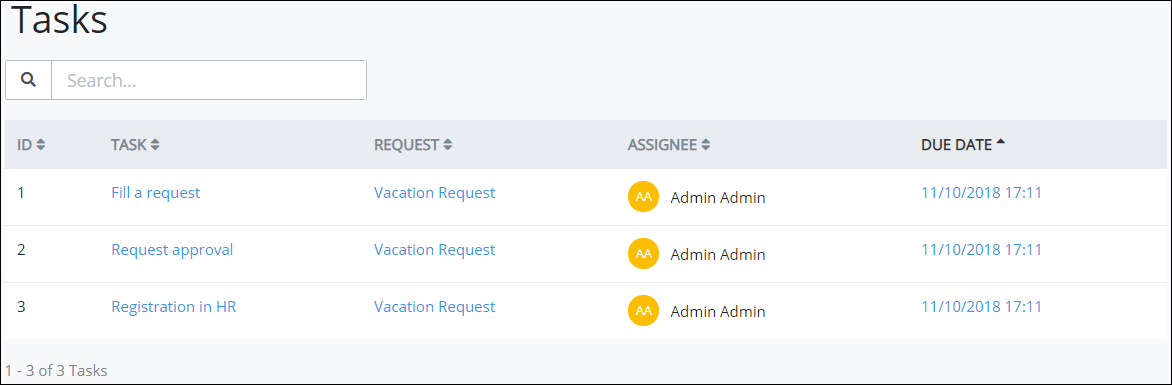 Tasks
Search...
ID TASK REQUEST ASSIGNEE DUE DATE
1 Fill a request Vacation Request AA Admin Admin 11/10/2018 17:11
2 Request approval Vacation Request AA Admin Admin 11/10/2018 17:11
3 Registration in HR Vacation Request AA Admin Admin 11/10/2018 17:11
1 - 3 of 3 Tasks